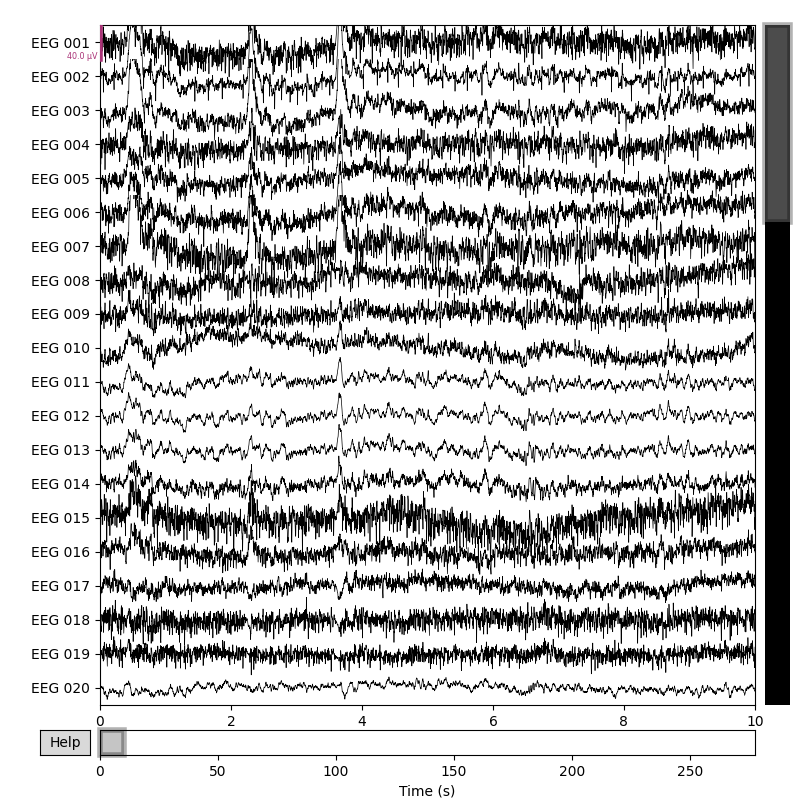 EEG 001
40.0 µV
EEG 002
EEG 003
EEG 004
EEG 005
EEG 006
EEG 007
EEG 008
EEG 009
EEG 010
EEG 011
EEG 012
EEG 013
EEG 014
EEG 015
EEG 016
EEG 017
EEG 018
EEG 019
EEG 020
0 2 4 6 8 10
Help
0 50 100 150 200 250
Time (s)